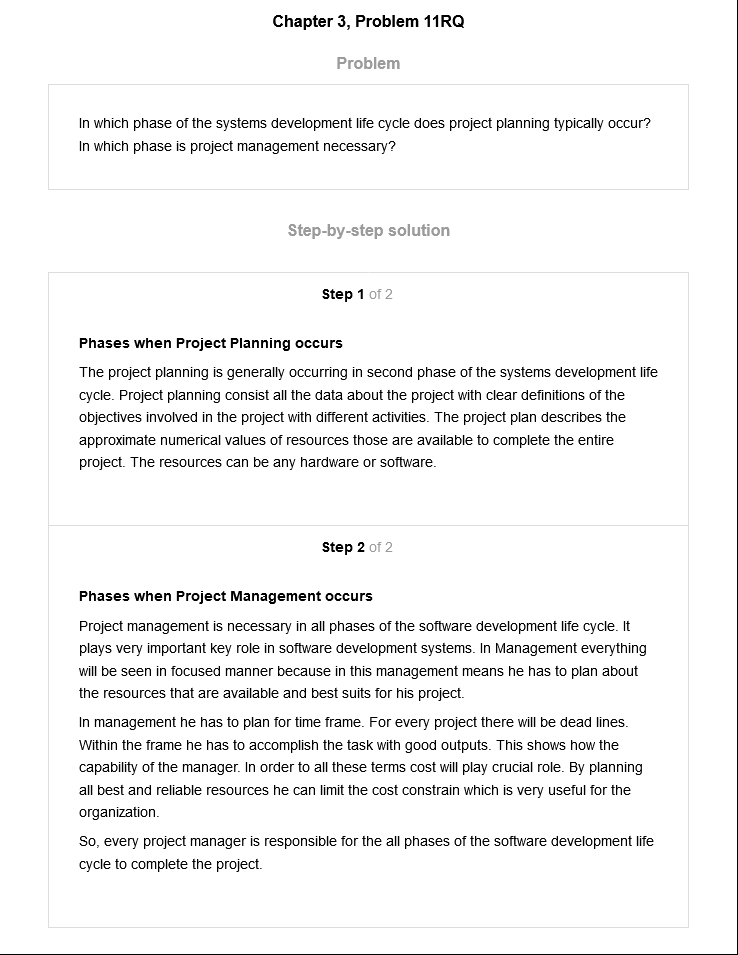 Chapter 3, Problem 11RQ
Problem
In which phase of the systems development life cycle does project planning typically occur?
In which phase is project management necessary?
Step-by-step solution
Step 1 of 2
Phases when Project Planning occurs
The project planning is generally occurring in second phase of the systems development life
cycle. Project planning consist all the data about the project with clear definitions of the
objectives involved in the project with different activities. The project plan describes the
approximate numerical values of resources those are available to complete the entire
project. The resources can be any hardware or software.
Step 2 of 2
Phases when Project Management occurs
Project management is necessary in all phases of the software development life cycle. It
plays very important key role in software development systems. In Management everything
will be seen in focused manner because in this management means he has to plan about
the resources that are available and best suits for his project.
In management he has to plan for time frame. For every project there will be dead lines.
Within the frame he has to accomplish the task with good outputs. This shows how the
capability of the manager. In order to all these terms cost will play crucial role. By planning
all best and reliable resources he can limit the cost constrain which is very useful for the
organization.
So, every project manager is responsible for the all phases of the software development life
cycle to complete the project.